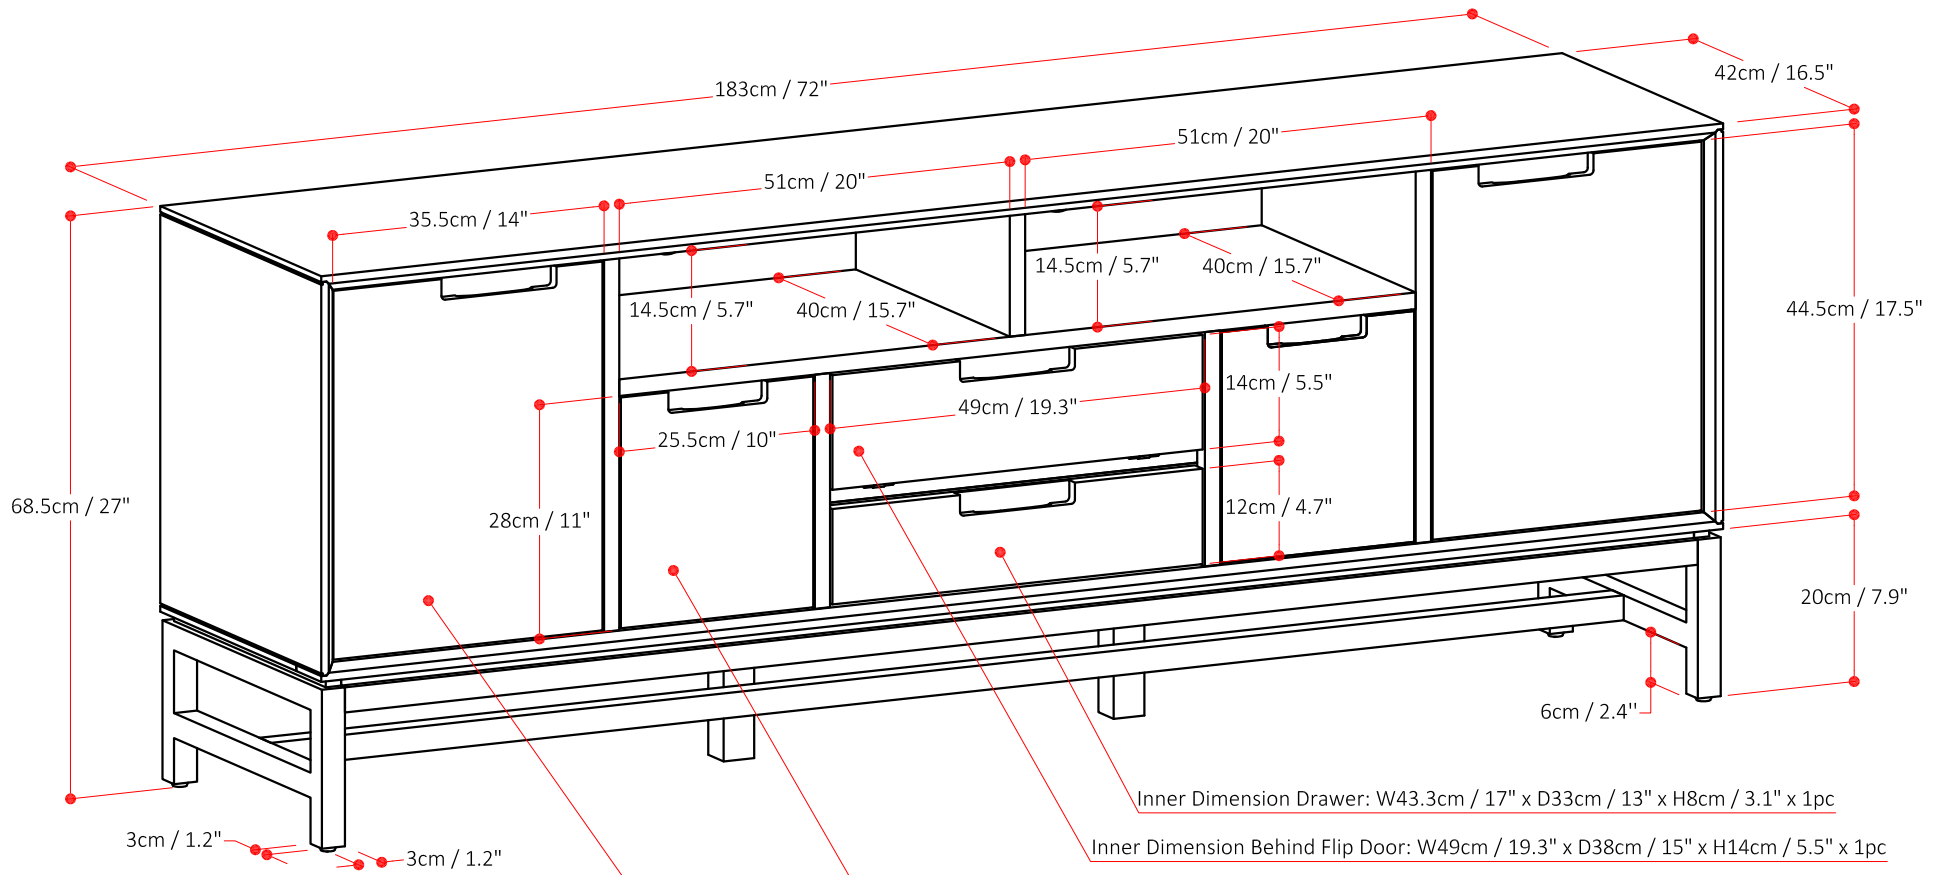 183cm / 72"
42cm / 16.5"
51cm / 20"
51cm / 20"
35.5cm / 14"
14.5cm / 5.7"
40cm / 15.7"
14.5cm / 5.7"
40cm / 15.7"
44.5cm / 17.5"
14cm / 5.5"
49cm / 19.3"
25.5cm / 10"
68.5cm / 27"
28cm / 11"
12cm / 4.7"
20cm / 7.9"
6cm / 2.4"
Inner Dimension Drawer: W43.3cm / 17" x D33cm / 13" x H8cm / 3.1" x 1pc
3cm / 1.2"
3cm / 1.2"
Inner Dimension Behind Flip Door: W49cm / 19.3" x D38cm / 15" x H14cm / 5.5" x 1pc